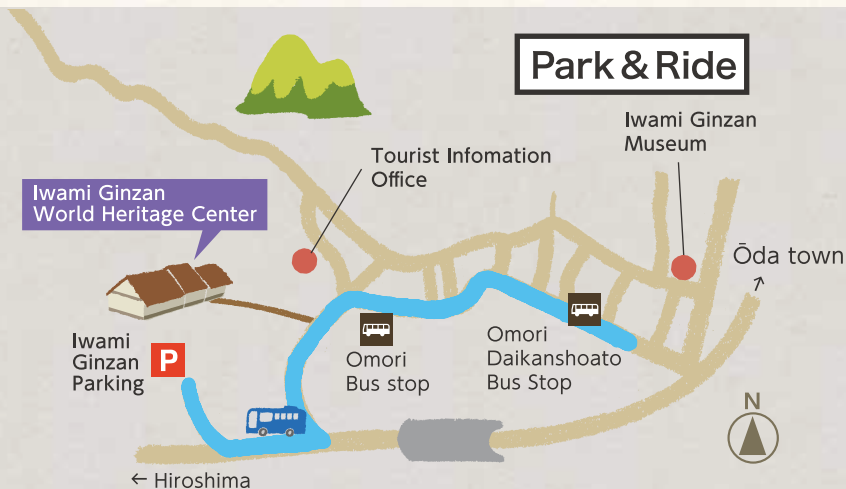 Park & Ride
Iwami Ginzan
Museum
Tourist Infomation
Office
Iwami Ginzan
World Heritage Center
Ōda town
Iwami
Ginzan
Parking
P
Omori
Bus stop
Omori
Daikanshoato
Bus Stop
N
← Hiroshima